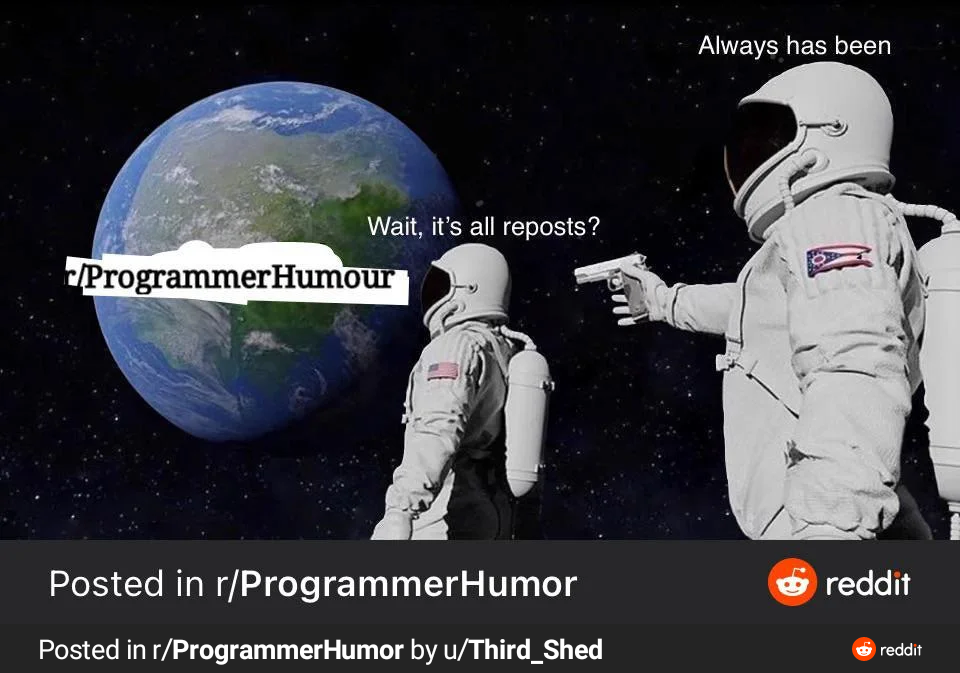 Always has been
Wait, it’s all reposts?
r/ProgrammerHumour
Posted in r/ProgrammerHumor
reddit
Posted in r/ProgrammerHumor by u/Third_Shed
reddit